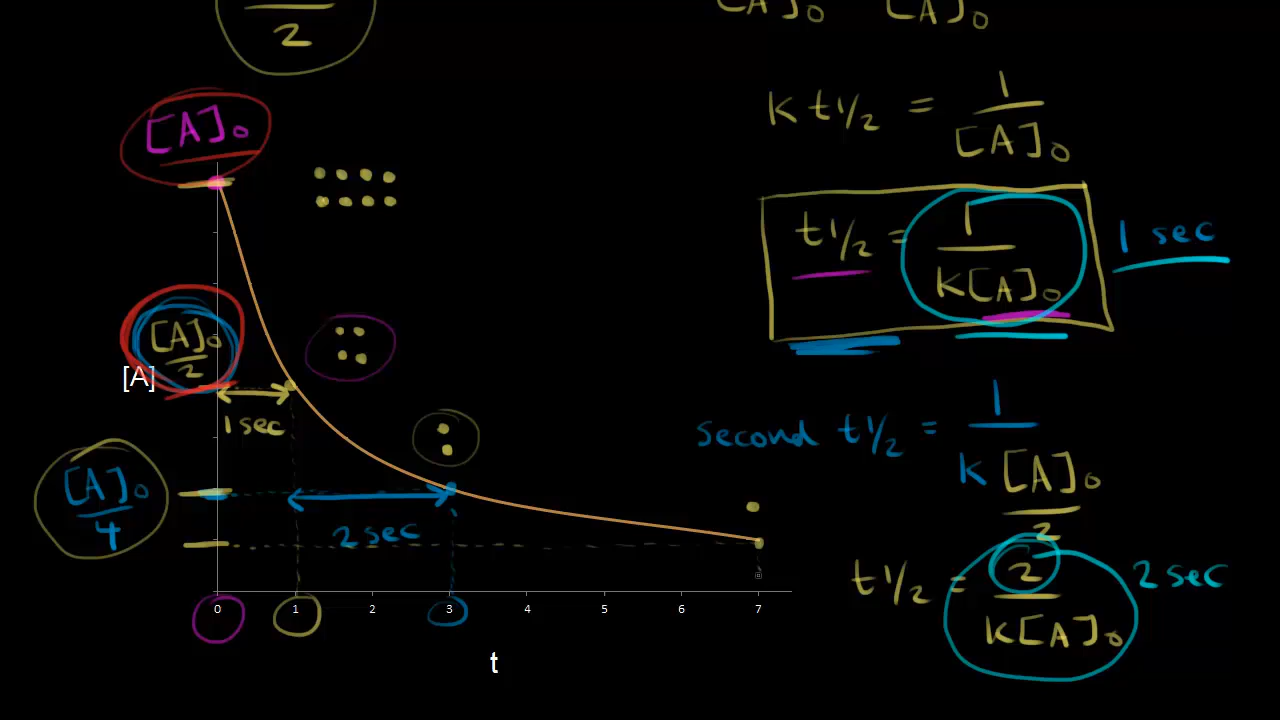 2
[A]₀ [A]₀
[A]₀
k t½ = 1/[A]₀
t½ = 1/k[A]₀
1 sec
[A]₀/2
[A]
1 sec
second t½ = 1/k [A]₀/2
[A]₀/4
2 sec
t½ = 2/k[A]₀
2 sec
0 1 2 3 4 5 6 7
t